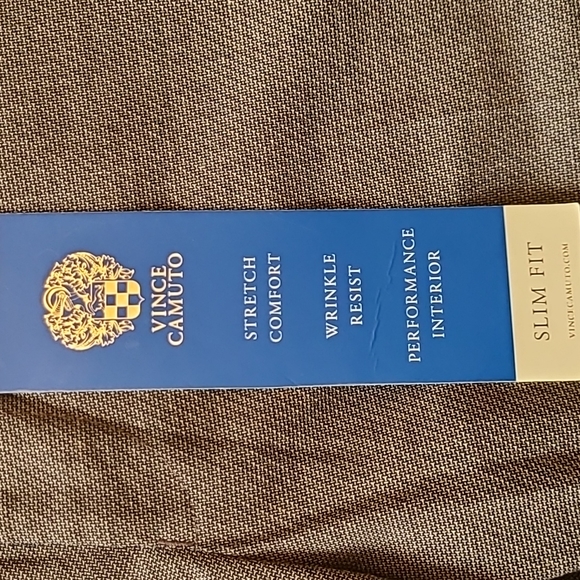 VINCE
CAMUTO
STRETCH
COMFORT
WRINKLE
RESIST
PERFORMANCE
INTERIOR
SLIM FIT
VINCECAMUTO.COM